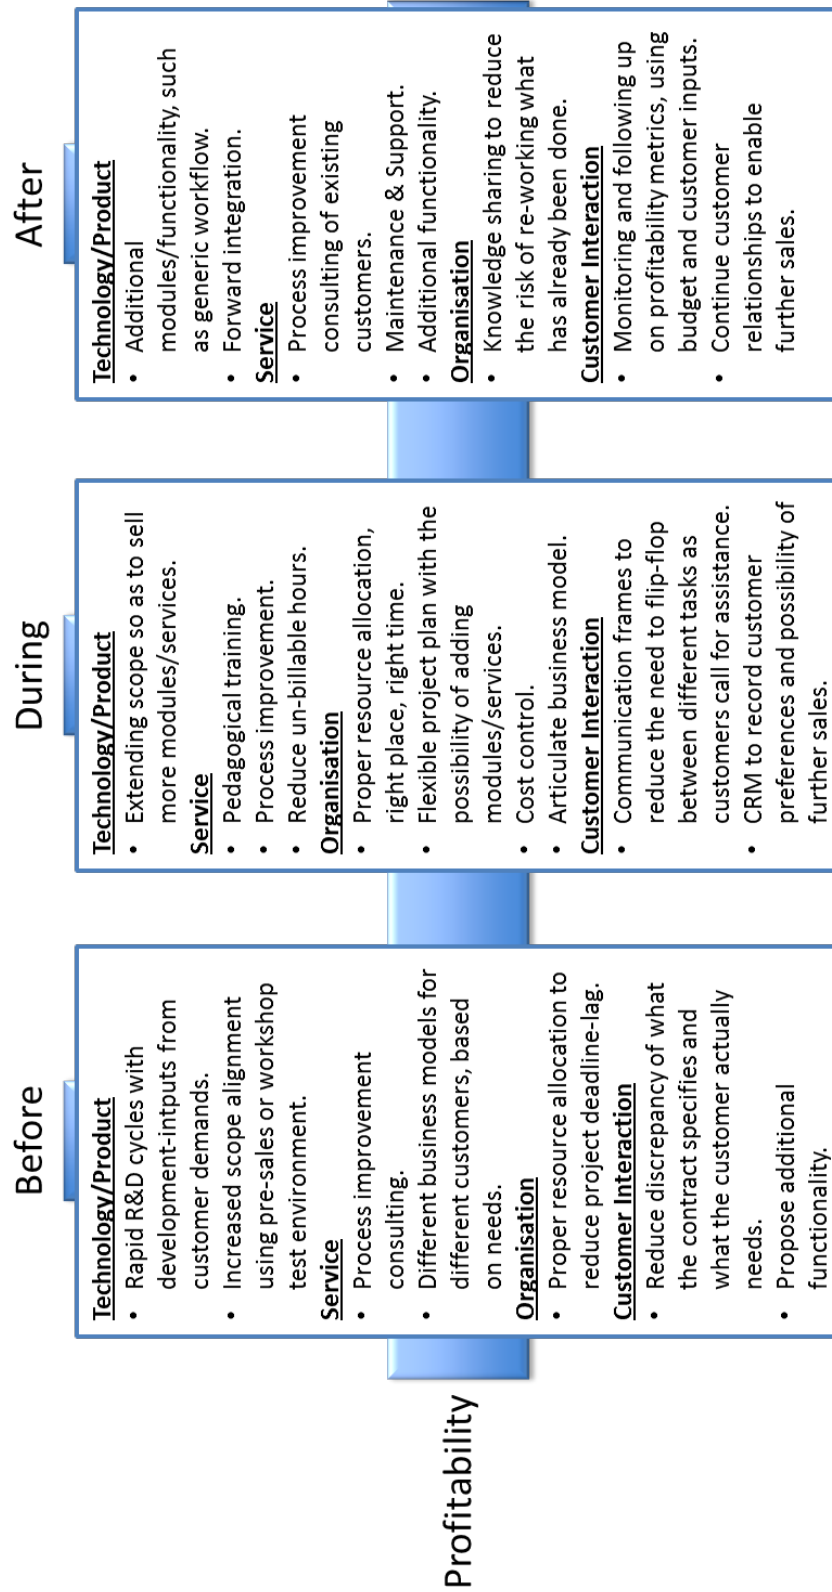 Before
During
After
Profitability
Technology/Product
• Rapid R&D cycles with
development-intputs from
customer demands.
• Increased scope alignment
using pre-sales or workshop
test environment.
Service
• Process improvement
consulting.
• Different business models for
different customers, based
on needs.
Organisation
• Proper resource allocation to
reduce project deadline-lag.
Customer Interaction
• Reduce discrepancy of what
the contract specifies and
what the customer actually
needs.
• Propose additional
functionality.
Technology/Product
• Extending scope so as to sell
more modules/services.
Service
• Pedagogical training.
• Process improvement.
• Reduce un-billable hours.
Organisation
• Proper resource allocation,
right place, right time.
• Flexible project plan with the
possibility of adding
modules/services.
• Cost control.
• Articulate business model.
Customer Interaction
• Communication frames to
reduce the need to flip-flop
between different tasks as
customers call for assistance.
• CRM to record customer
preferences and possibility of
further sales.
Technology/Product
• Additional
modules/functionality, such
as generic workflow.
• Forward integration.
Service
• Process improvement
consulting of existing
customers.
• Maintenance & Support.
• Additional functionality.
Organisation
• Knowledge sharing to reduce
the risk of re-working what
has already been done.
Customer Interaction
• Monitoring and following up
on profitability metrics, using
budget and customer inputs.
• Continue customer
relationships to enable
further sales.